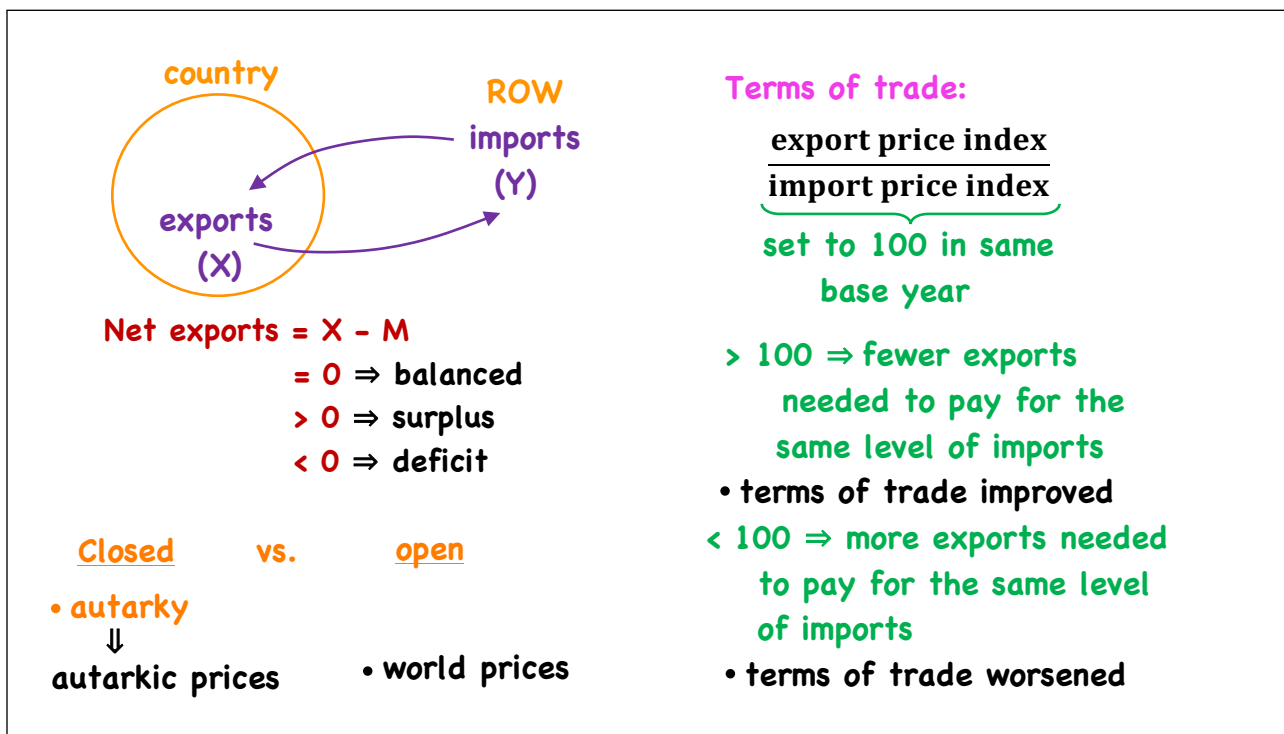 country
ROW
imports
(Y)
exports
(X)
Net exports = X - M
= 0 ⇒ balanced
> 0 ⇒ surplus
< 0 ⇒ deficit
Closed vs. open
• autarky
⇓
autarkic prices
• world prices
Terms of trade:
export price index
import price index
set to 100 in same
base year
> 100 ⇒ fewer exports
needed to pay for the
same level of imports
• terms of trade improved
< 100 ⇒ more exports needed
to pay for the same level
of imports
• terms of trade worsened